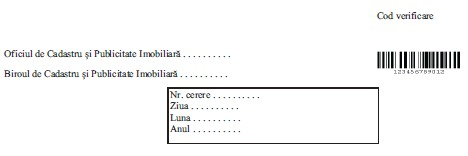 Cod verificare
Oficiul de Cadastru şi Publicitate Imobiliară . . . . . . . . . .
Biroul de Cadastru şi Publicitate Imobiliară . . . . . . . . . .
123456789012
Nr. cerere . . . . . . . . . .
Ziua . . . . . . . . . .
Luna . . . . . . . . . .
Anul . . . . . . . . . .